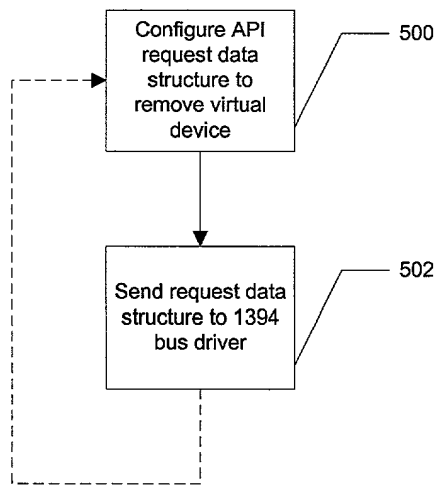 Configure API
request data
structure to
remove virtual
device
500
Send request data
structure to 1394
bus driver
502